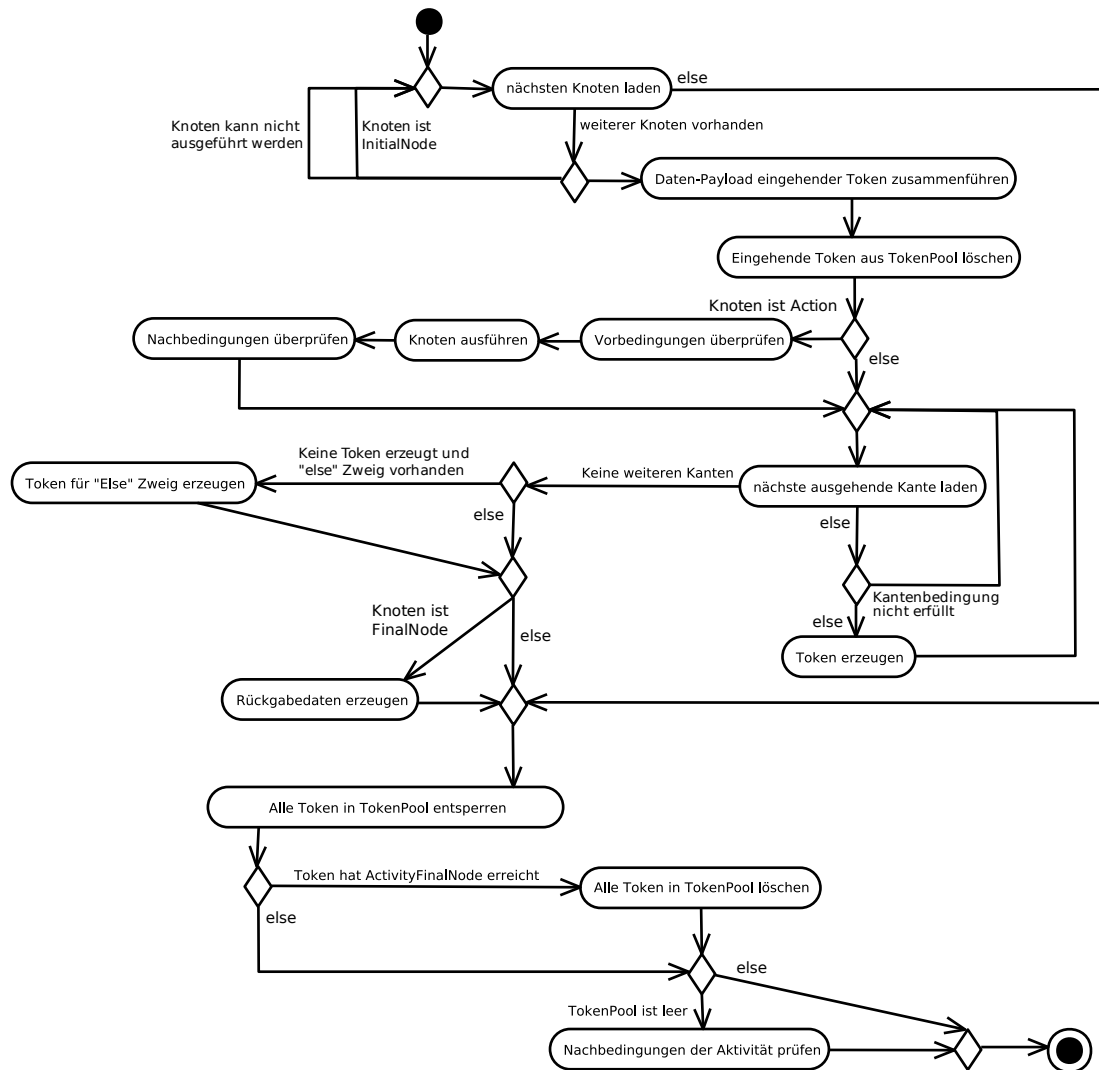 else
nächsten Knoten laden
Knoten kann nicht
ausgeführt werden
Knoten ist
InitialNode
weiterer Knoten vorhanden
Daten-Payload eingehender Token zusammenführen
Eingehende Token aus TokenPool löschen
Knoten ist Action
Nachbedingungen überprüfen
Knoten ausführen
Vorbedingungen überprüfen
else
Keine Token erzeugt und
"else" Zweig vorhanden
Keine weiteren Kanten
Token für "Else" Zweig erzeugen
nächste ausgehende Kante laden
else
else
Kantenbedingung
nicht erfüllt
Knoten ist
FinalNode
else
else
Token erzeugen
Rückgabedaten erzeugen
Alle Token in TokenPool entsperren
Token hat ActivityFinalNode erreicht
Alle Token in TokenPool löschen
else
else
TokenPool ist leer
Nachbedingungen der Aktivität prüfen